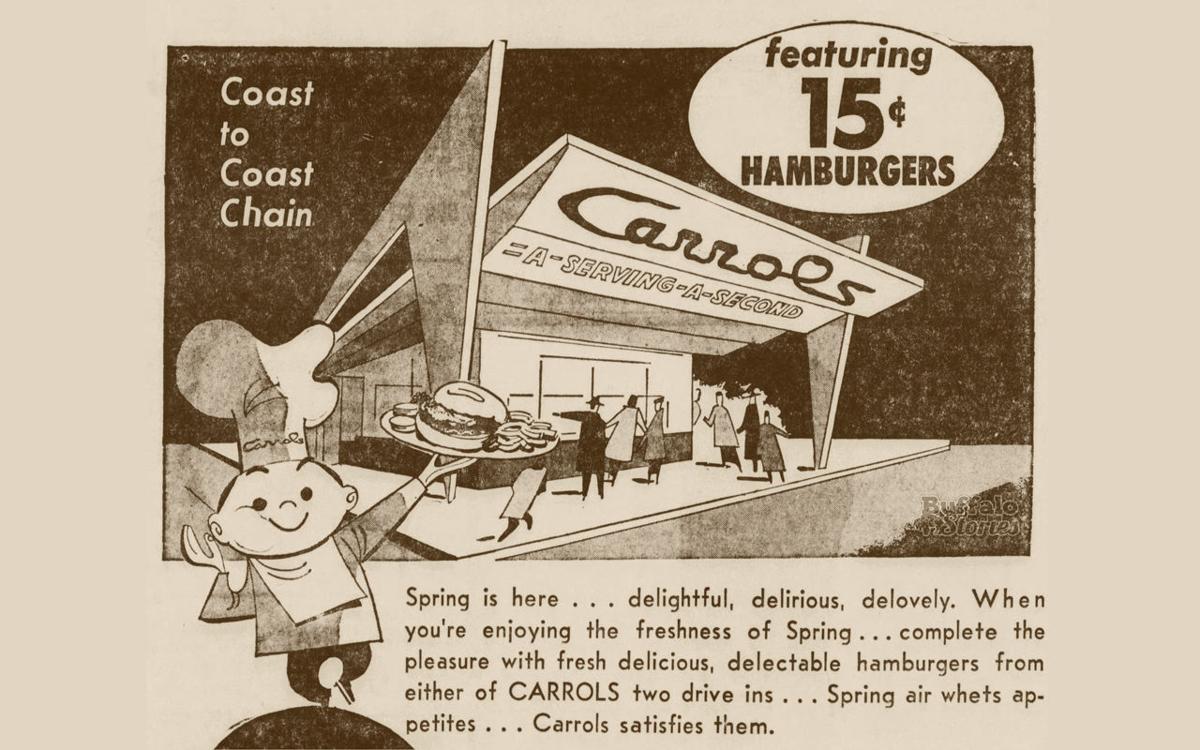 Coast
to
Coast
Chain
featuring
15¢
HAMBURGERS
Carrols
=A-SERVING-A-SECOND
carrols
Buffalo
Stories
Spring is here . . . delightful, delirious, delovely. When
you're enjoying the freshness of Spring . . . complete the
pleasure with fresh delicious, delectable hamburgers from
either of CARROLS two drive ins . . . Spring air whets ap-
petites . . . Carrols satisfies them.